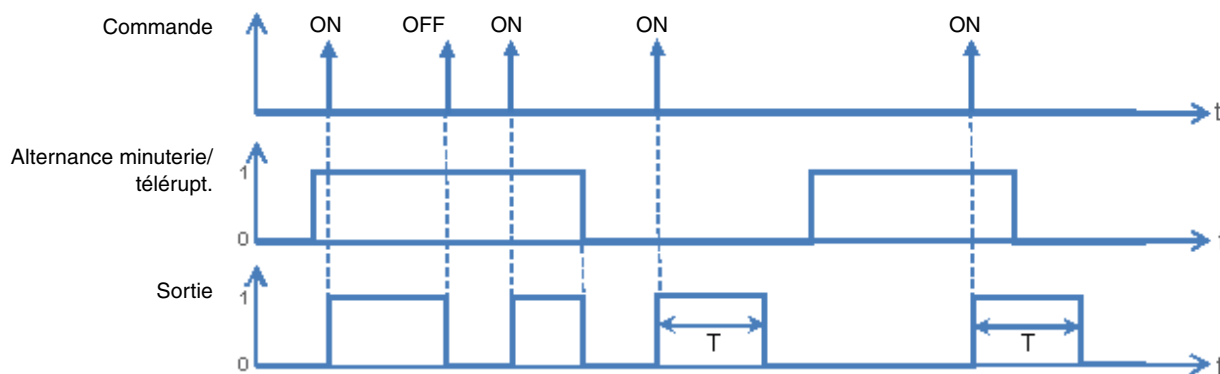 Commande
ON
OFF
ON
ON
ON
t
Alternance minuterie/
télérupt.
1
0
Sortie
1
0
T
T
t